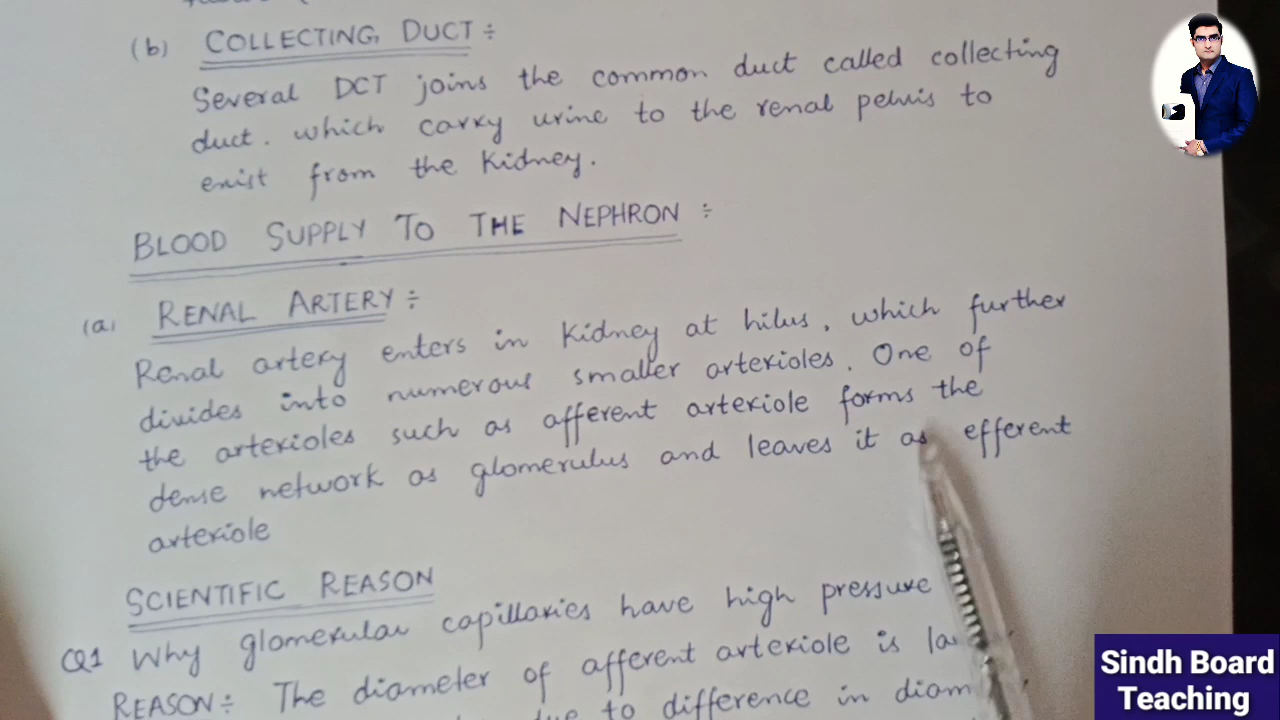 (b) COLLECTING DUCT ÷
Several DCT joins the common duct called collecting
duct. which carry urine to the renal pelvis to
exist from the Kidney.
BLOOD SUPPLY TO THE NEPHRON ÷
(a) RENAL ARTERY ÷
Renal artery enters in Kidney at hilus, which further
divides into numerous smaller arterioles. One of
the arterioles such as afferent arteriole forms the
dense network as glomerulus and leaves it as efferent
arteriole
SCIENTIFIC REASON
Q1 Why glomerular capillaries have high pressure
REASON ÷ The diameter of afferent arteriole is
due to difference in
Sindh Board
Teaching